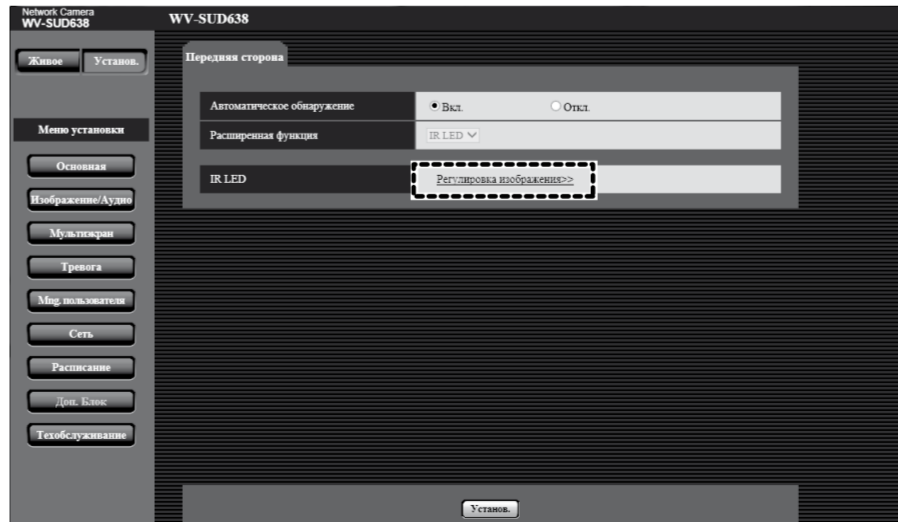 Network Camera
WV-SUD638
WV-SUD638
Живое Установ.
Передняя сторона
Автоматическое обнаружение Вкл. Откл.
Расширенная функция IR LED
IR LED Регулировка изображения>>
Меню установки
Основная
Изображение/Аудио
Мультикран
Тревога
Mng. пользователя
Сеть
Расписание
Доп. Блок
Техобслуживание
Установ.